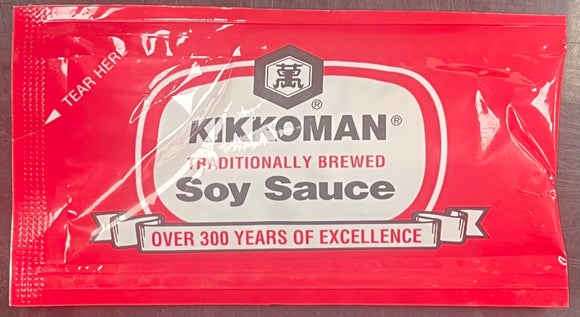 TEAR HERE
萬
®
KIKKOMAN®
TRADITIONALLY BREWED
Soy Sauce
OVER 300 YEARS OF EXCELLENCE